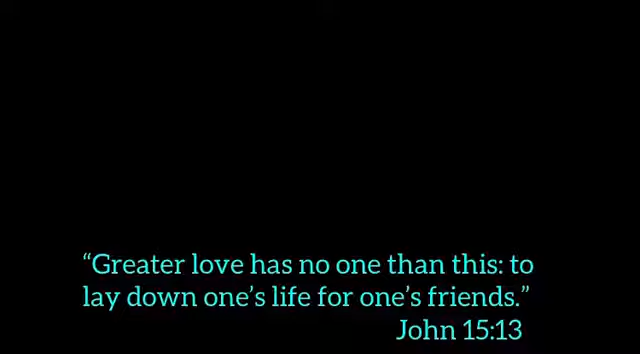 “Greater love has no one than this: to
lay down one’s life for one’s friends.”
John 15:13